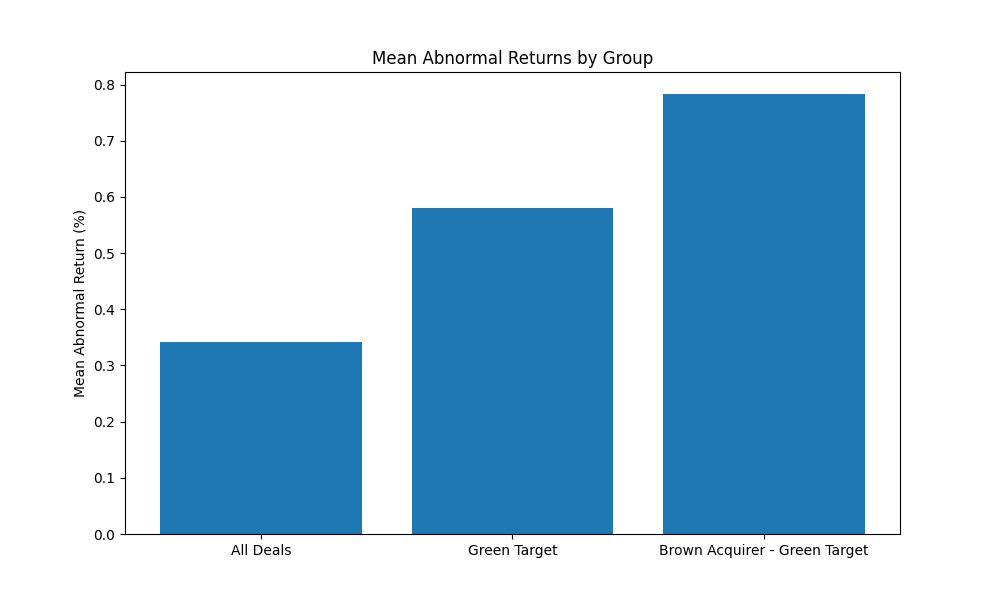 Mean Abnormal Returns by Group
Mean Abnormal Return (%)
0.8
0.7
0.6
0.5
0.4
0.3
0.2
0.1
0.0
All Deals
Green Target
Brown Acquirer - Green Target